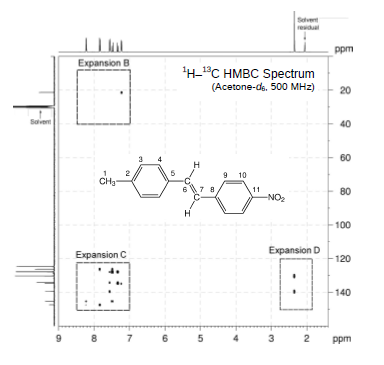 Solvent
residual
ppm
Expansion B
¹H–¹³C HMBC Spectrum
(Acetone-d₆, 500 MHz)
20
Solvent
40
60
80
100
120
140
1
CH₃
2
3
4
5
H
6
7
H
8
9
10
11
NO₂
Expansion C
Expansion D
9 8 7 6 5 4 3 2 ppm